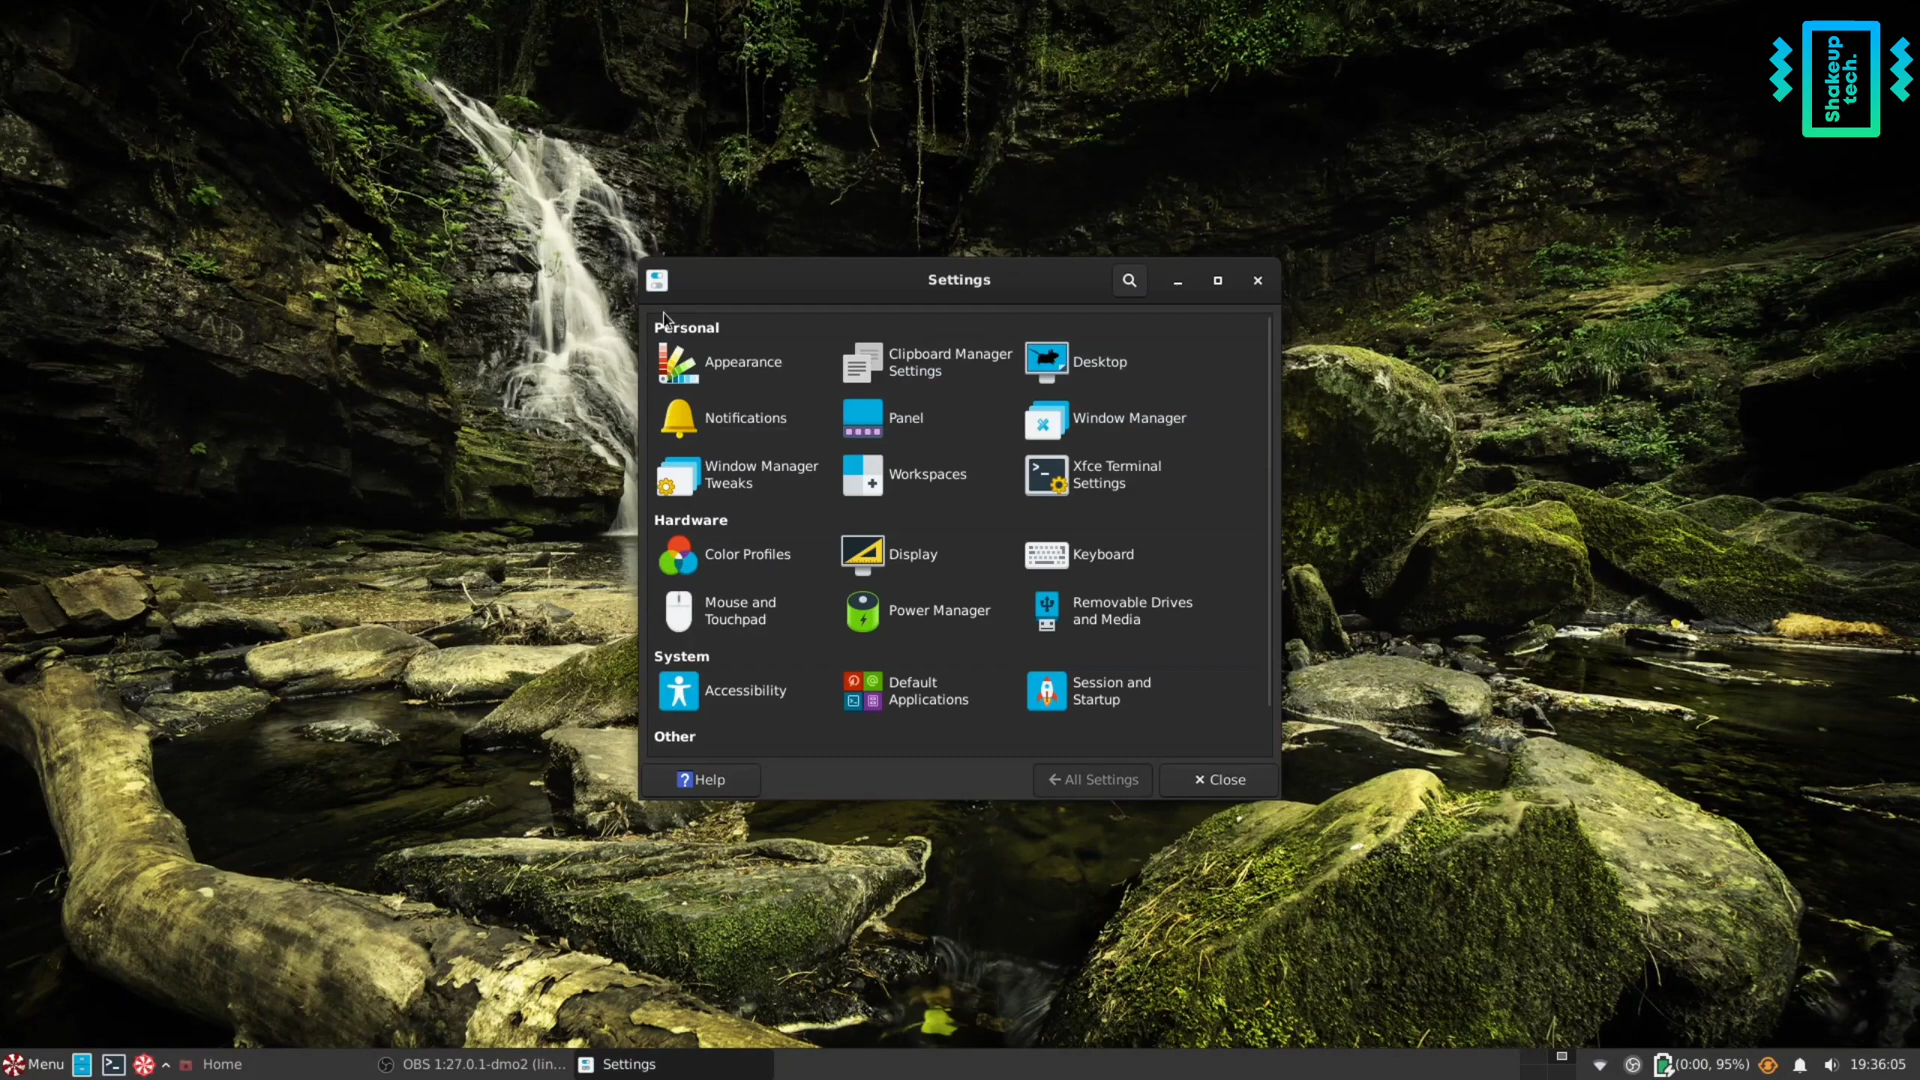 Shakeup
tech.
Settings
Personal
Appearance
Clipboard Manager
Settings
Desktop
Notifications
Panel
Window Manager
Window Manager
Tweaks
Workspaces
Xfce Terminal
Settings
Hardware
Color Profiles
Display
Keyboard
Mouse and
Touchpad
Power Manager
Removable Drives
and Media
System
Accessibility
Default
Applications
Session and
Startup
Other
? Help
All Settings
Close
Menu
Home
OBS 1:27.0.1-dmo2 (lin...
Settings
(0:00, 95%)
19:36:05